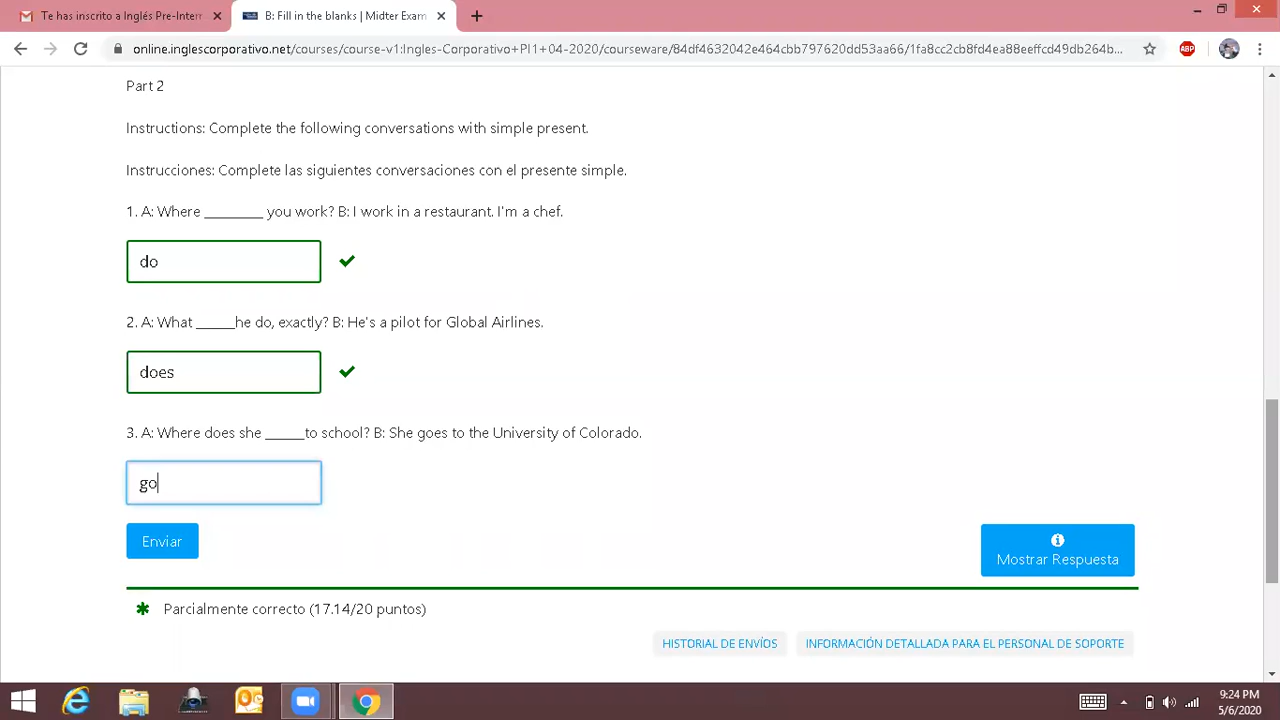 Te has inscrito a Inglés Pre-Interm
B: Fill in the blanks | Midter Exam
online.inglescorporativo.net/courses/course-v1:Ingles-Corporativo+PI1+04-2020/courseware/84df4632042e464cbb797620dd53aa66/1fa8cc2cb8fd4ea88eeffcd49db264b...
ABP
Part 2
Instructions: Complete the following conversations with simple present.
Instrucciones: Complete las siguientes conversaciones con el presente simple.
1. A: Where ________ you work? B: I work in a restaurant. I'm a chef.
do
2. A: What _____he do, exactly? B: He's a pilot for Global Airlines.
does
3. A: Where does she _____to school? B: She goes to the University of Colorado.
go
Enviar
Mostrar Respuesta
Parcialmente correcto (17.14/20 puntos)
HISTORIAL DE ENVÍOS
INFORMACIÓN DETALLADA PARA EL PERSONAL DE SOPORTE
9:24 PM
5/6/2020